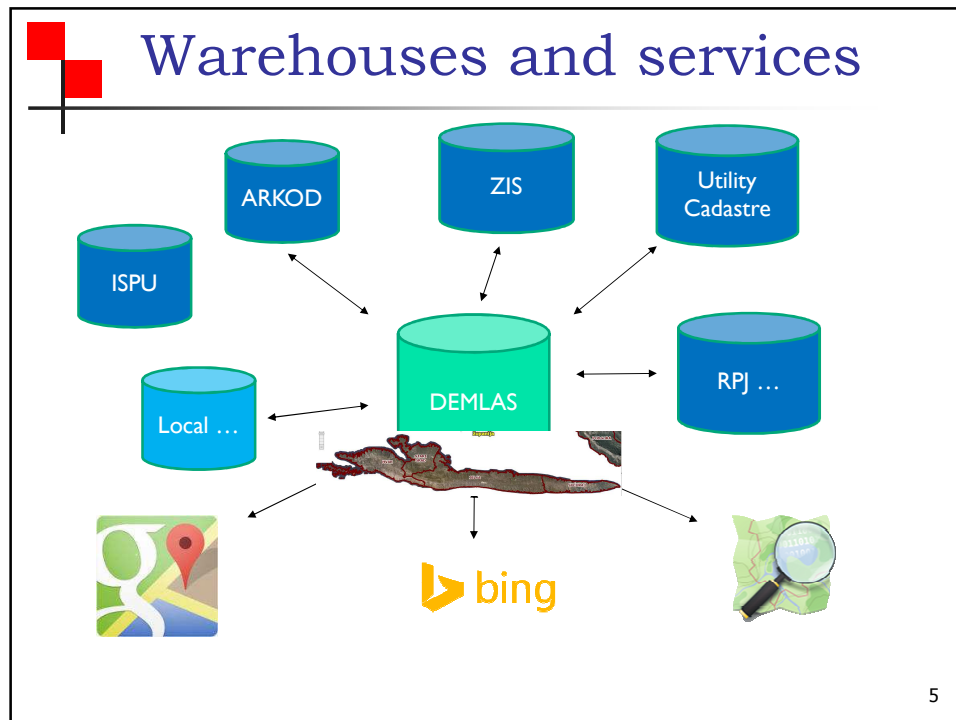 Warehouses and services
ZIS
Utility
Cadastre
ARKOD
ISPU
RPJ ...
DEMLAS
Local ...
g
bing
5